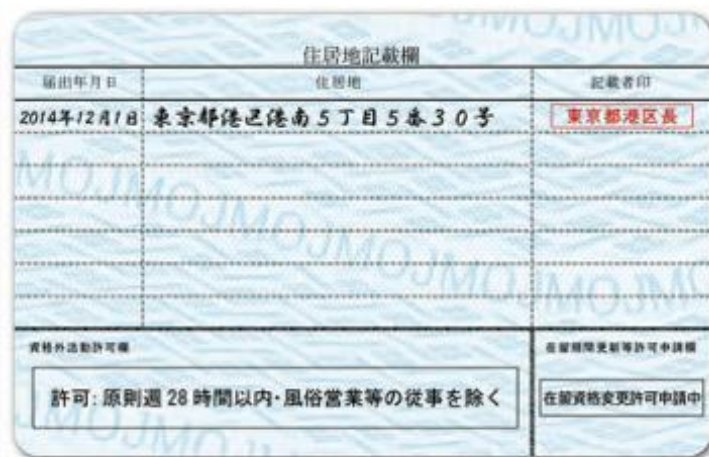 住居地記載欄
届出年月日 住居地 記載者印
2014年12月1日 東京都港区港南5丁目5番30号 東京都港区長
資格外活動許可欄 在留期間更新等許可申請欄
許可:原則週28時間以内・風俗営業等の従事を除く 在留資格変更許可申請中
MOJMOJMOJMOJMOJMOJ